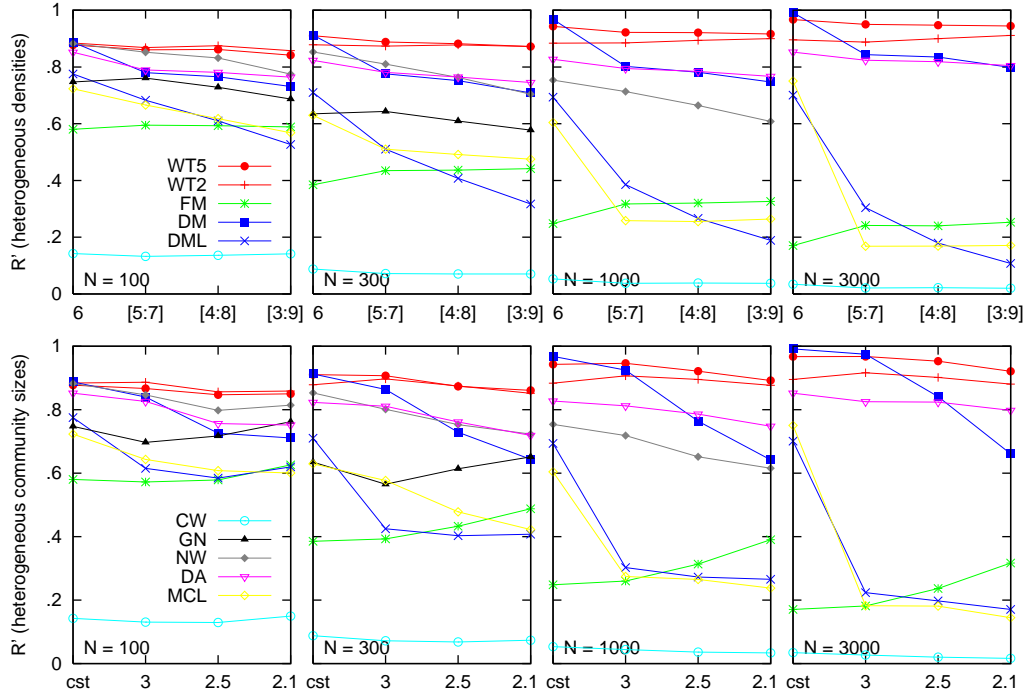 R' (heterogeneous densities)
1
.8
.6
.4
.2
0
WT5
WT2
FM
DM
DML
N = 100
N = 300
N = 1000
N = 3000
6 [5:7] [4:8] [3:9]
6 [5:7] [4:8] [3:9]
6 [5:7] [4:8] [3:9]
6 [5:7] [4:8] [3:9]
R' (heterogeneous community sizes)
1
.8
.6
.4
.2
0
CW
GN
NW
DA
MCL
N = 100
N = 300
N = 1000
N = 3000
cst 3 2.5 2.1
cst 3 2.5 2.1
cst 3 2.5 2.1
cst 3 2.5 2.1